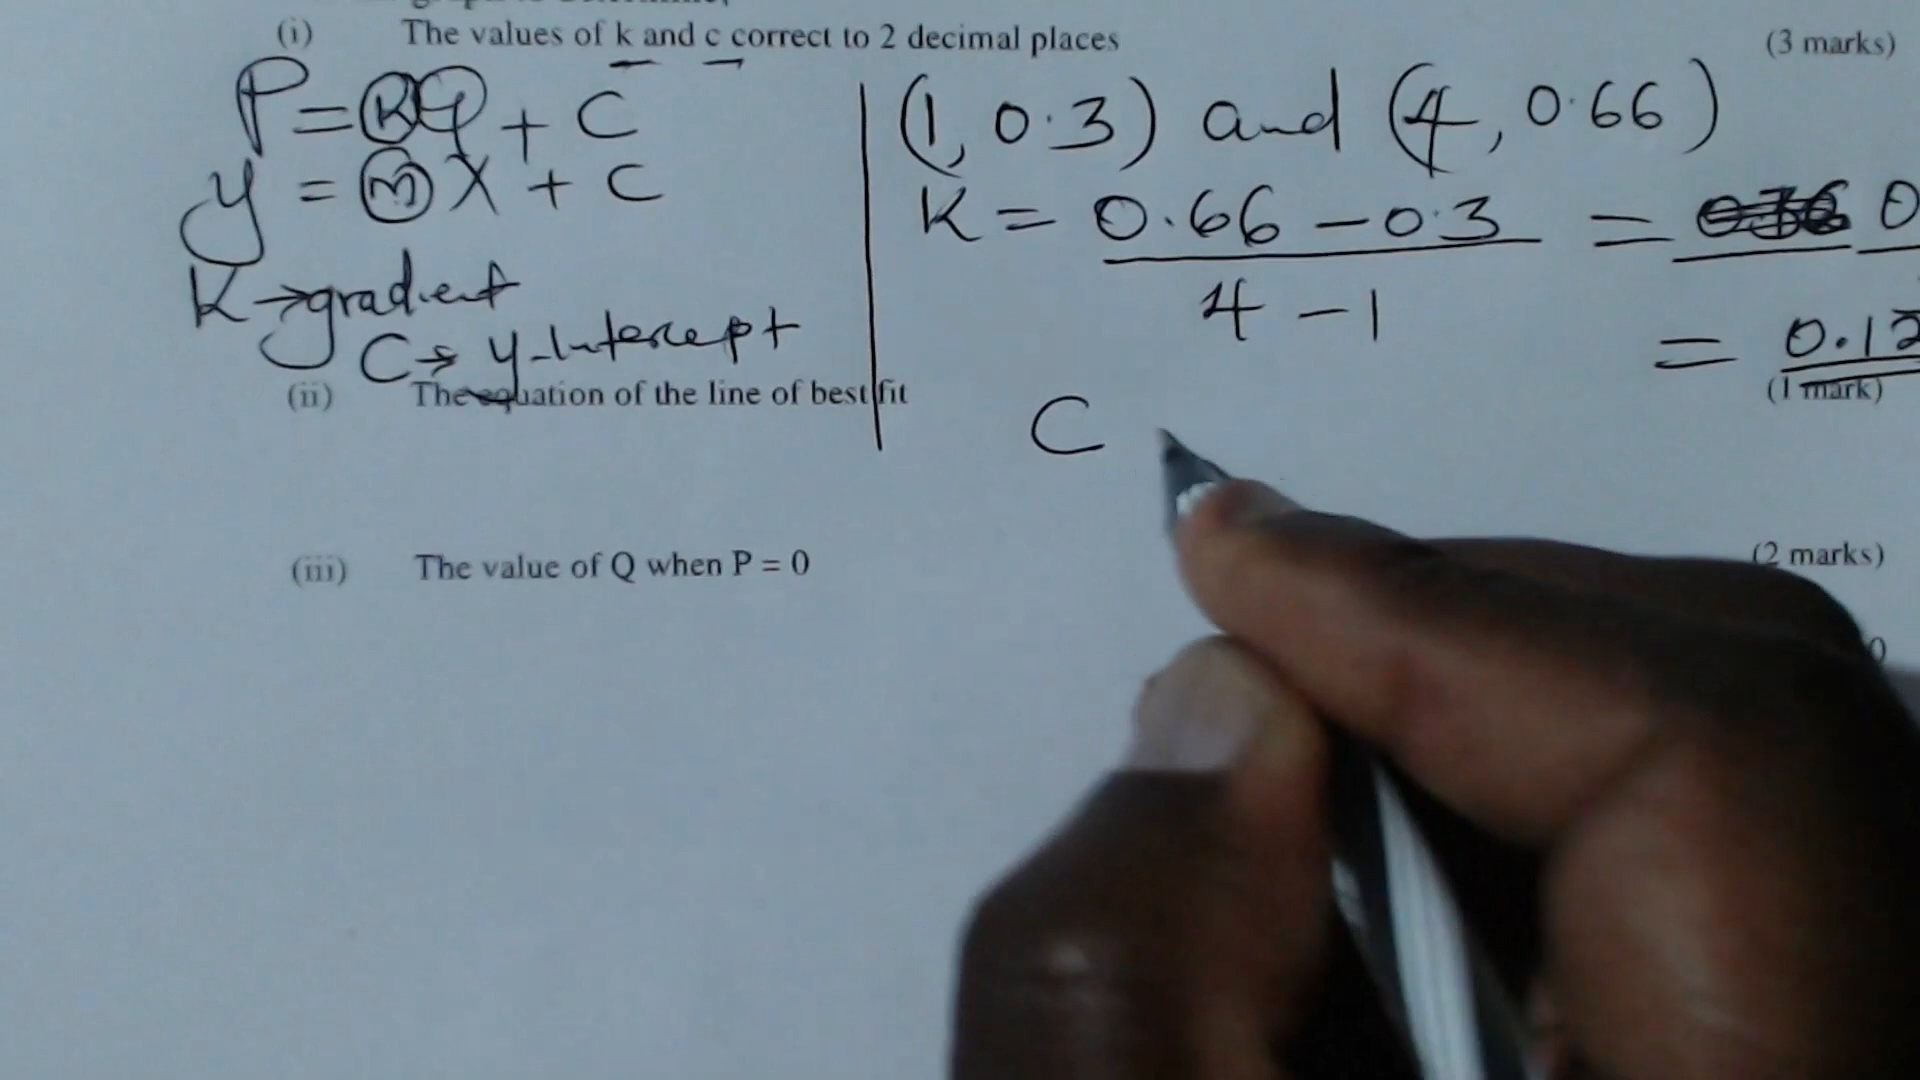 (i) The values of k and c correct to 2 decimal places (3 marks)
P = KQ + C
y = mx + C
K → gradient
C → y-Intercept
(1, 0.3) and (4, 0.66)
K = 0.66 - 0.3 = 0
4 - 1
= 0.12
(ii) The equation of the line of best fit (1 mark)
C
(iii) The value of Q when P = 0 (2 marks)
0